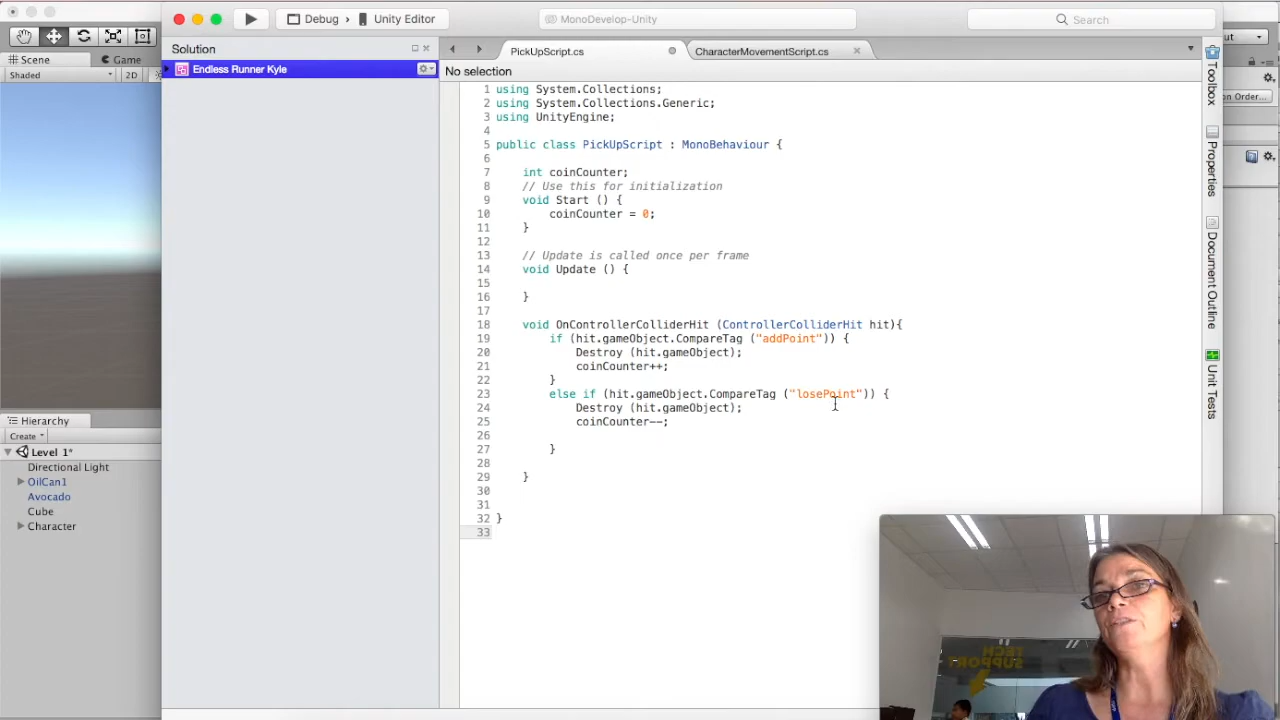 Debug › Unity Editor
MonoDevelop-Unity
Search
Solution
Endless Runner Kyle
PickUpScript.cs
CharacterMovementScript.cs
No selection
1 using System.Collections;
2 using System.Collections.Generic;
3 using UnityEngine;
4
5 public class PickUpScript : MonoBehaviour {
6
7 int coinCounter;
8 // Use this for initialization
9 void Start () {
10 coinCounter = 0;
11 }
12
13 // Update is called once per frame
14 void Update () {
15
16 }
17
18 void OnControllerColliderHit (ControllerColliderHit hit){
19 if (hit.gameObject.CompareTag ("addPoint")) {
20 Destroy (hit.gameObject);
21 coinCounter++;
22 }
23 else if (hit.gameObject.CompareTag ("losePoint")) {
24 Destroy (hit.gameObject);
25 coinCounter--;
26
27 }
28
29 }
30
31
32 }
33
Toolbox
Properties
Document Outline
Unit Tests
Scene
Game
Shaded
2D
Hierarchy
Create
Level 1*
Directional Light
OilCan1
Avocado
Cube
Character
ut
on Order...
TECH
SUPPORT